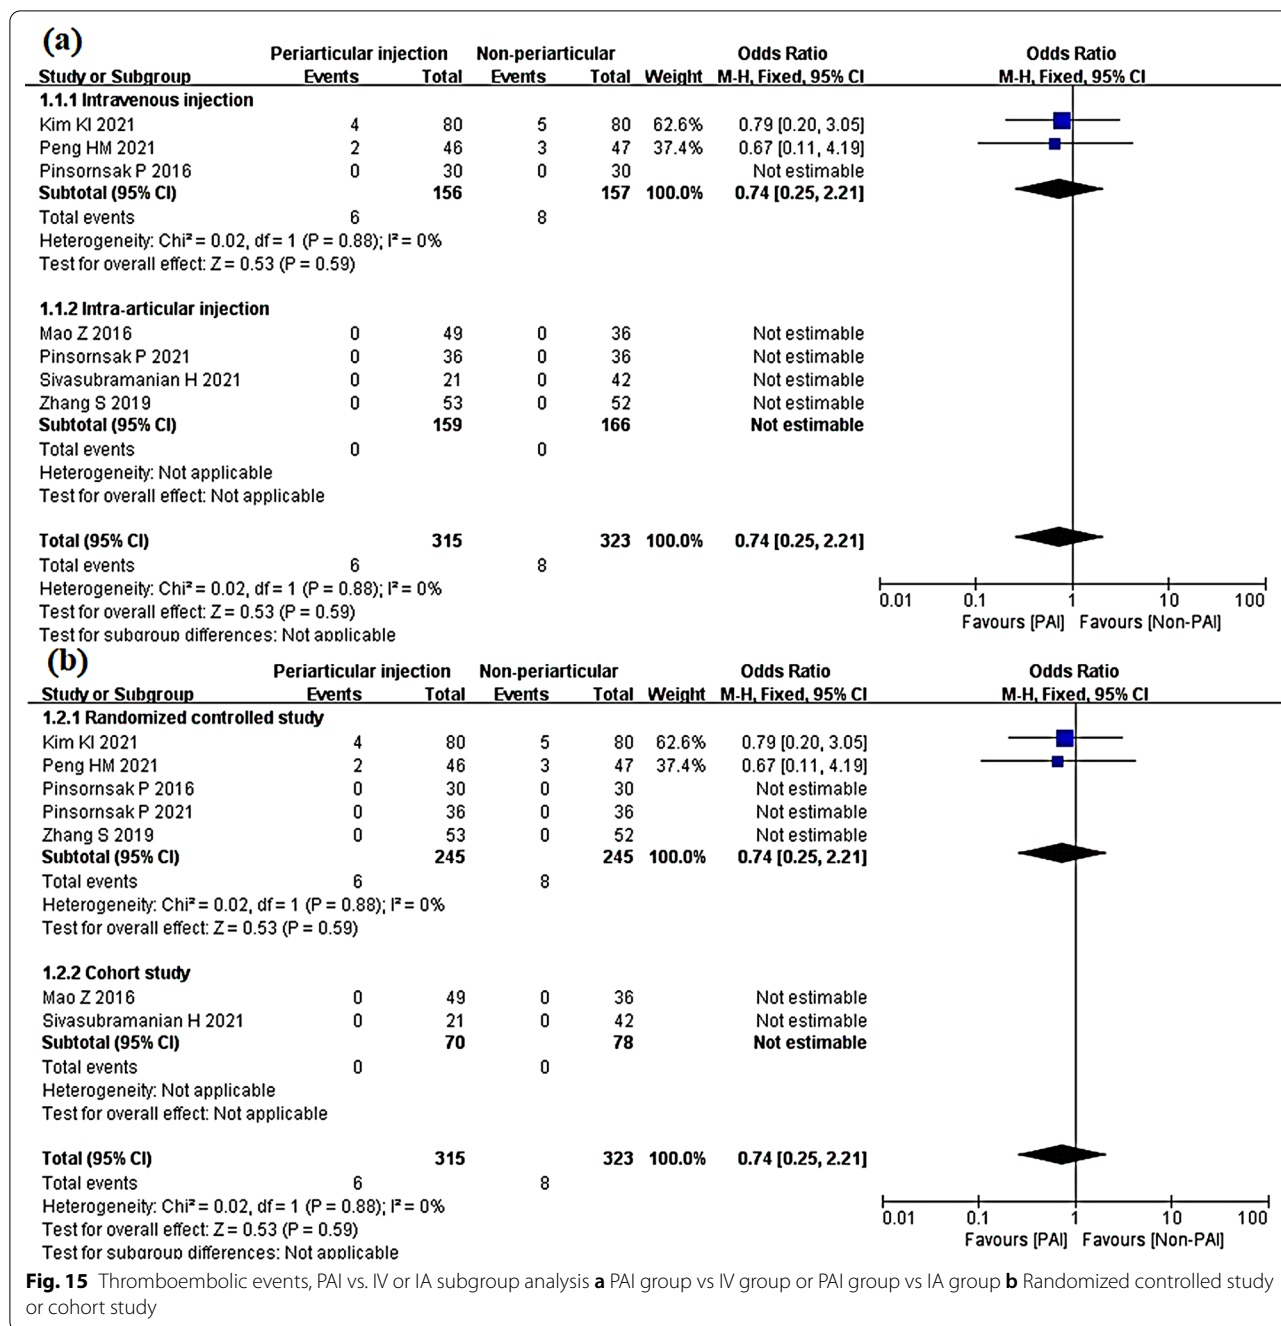 (a)
Periarticular injection Non-periarticular Odds Ratio Odds Ratio
Study or Subgroup Events Total Events Total Weight M-H, Fixed, 95% CI M-H, Fixed, 95% CI
1.1.1 Intravenous injection
Kim KI 2021 4 80 5 80 62.6% 0.79 [0.20, 3.05]
Peng HM 2021 2 46 3 47 37.4% 0.67 [0.11, 4.19]
Pinsornsak P 2016 0 30 0 30 Not estimable
Subtotal (95% CI) 156 157 100.0% 0.74 [0.25, 2.21]
Total events 6 8
Heterogeneity: Chi² = 0.02, df = 1 (P = 0.88); I² = 0%
Test for overall effect: Z = 0.53 (P = 0.59)
1.1.2 Intra-articular injection
Mao Z 2016 0 49 0 36 Not estimable
Pinsornsak P 2021 0 36 0 36 Not estimable
Sivasubramanian H 2021 0 21 0 42 Not estimable
Zhang S 2019 0 53 0 52 Not estimable
Subtotal (95% CI) 159 166 Not estimable
Total events 0 0
Heterogeneity: Not applicable
Test for overall effect: Not applicable
Total (95% CI) 315 323 100.0% 0.74 [0.25, 2.21]
Total events 6 8
Heterogeneity: Chi² = 0.02, df = 1 (P = 0.88); I² = 0%
Test for overall effect: Z = 0.53 (P = 0.59)
Test for subgroup differences: Not applicable
0.01 0.1 1 10 100
Favours [PAI] Favours [Non-PAI]
(b)
Periarticular injection Non-periarticular Odds Ratio Odds Ratio
Study or Subgroup Events Total Events Total Weight M-H, Fixed, 95% CI M-H, Fixed, 95% CI
1.2.1 Randomized controlled study
Kim KI 2021 4 80 5 80 62.6% 0.79 [0.20, 3.05]
Peng HM 2021 2 46 3 47 37.4% 0.67 [0.11, 4.19]
Pinsornsak P 2016 0 30 0 30 Not estimable
Pinsornsak P 2021 0 36 0 36 Not estimable
Zhang S 2019 0 53 0 52 Not estimable
Subtotal (95% CI) 245 245 100.0% 0.74 [0.25, 2.21]
Total events 6 8
Heterogeneity: Chi² = 0.02, df = 1 (P = 0.88); I² = 0%
Test for overall effect: Z = 0.53 (P = 0.59)
1.2.2 Cohort study
Mao Z 2016 0 49 0 36 Not estimable
Sivasubramanian H 2021 0 21 0 42 Not estimable
Subtotal (95% CI) 70 78 Not estimable
Total events 0 0
Heterogeneity: Not applicable
Test for overall effect: Not applicable
Total (95% CI) 315 323 100.0% 0.74 [0.25, 2.21]
Total events 6 8
Heterogeneity: Chi² = 0.02, df = 1 (P = 0.88); I² = 0%
Test for overall effect: Z = 0.53 (P = 0.59)
Test for subgroup differences: Not applicable
0.01 0.1 1 10 100
Favours [PAI] Favours [Non-PAI]
Fig. 15 Thromboembolic events, PAI vs. IV or IA subgroup analysis a PAI group vs IV group or PAI group vs IA group b Randomized controlled study
or cohort study